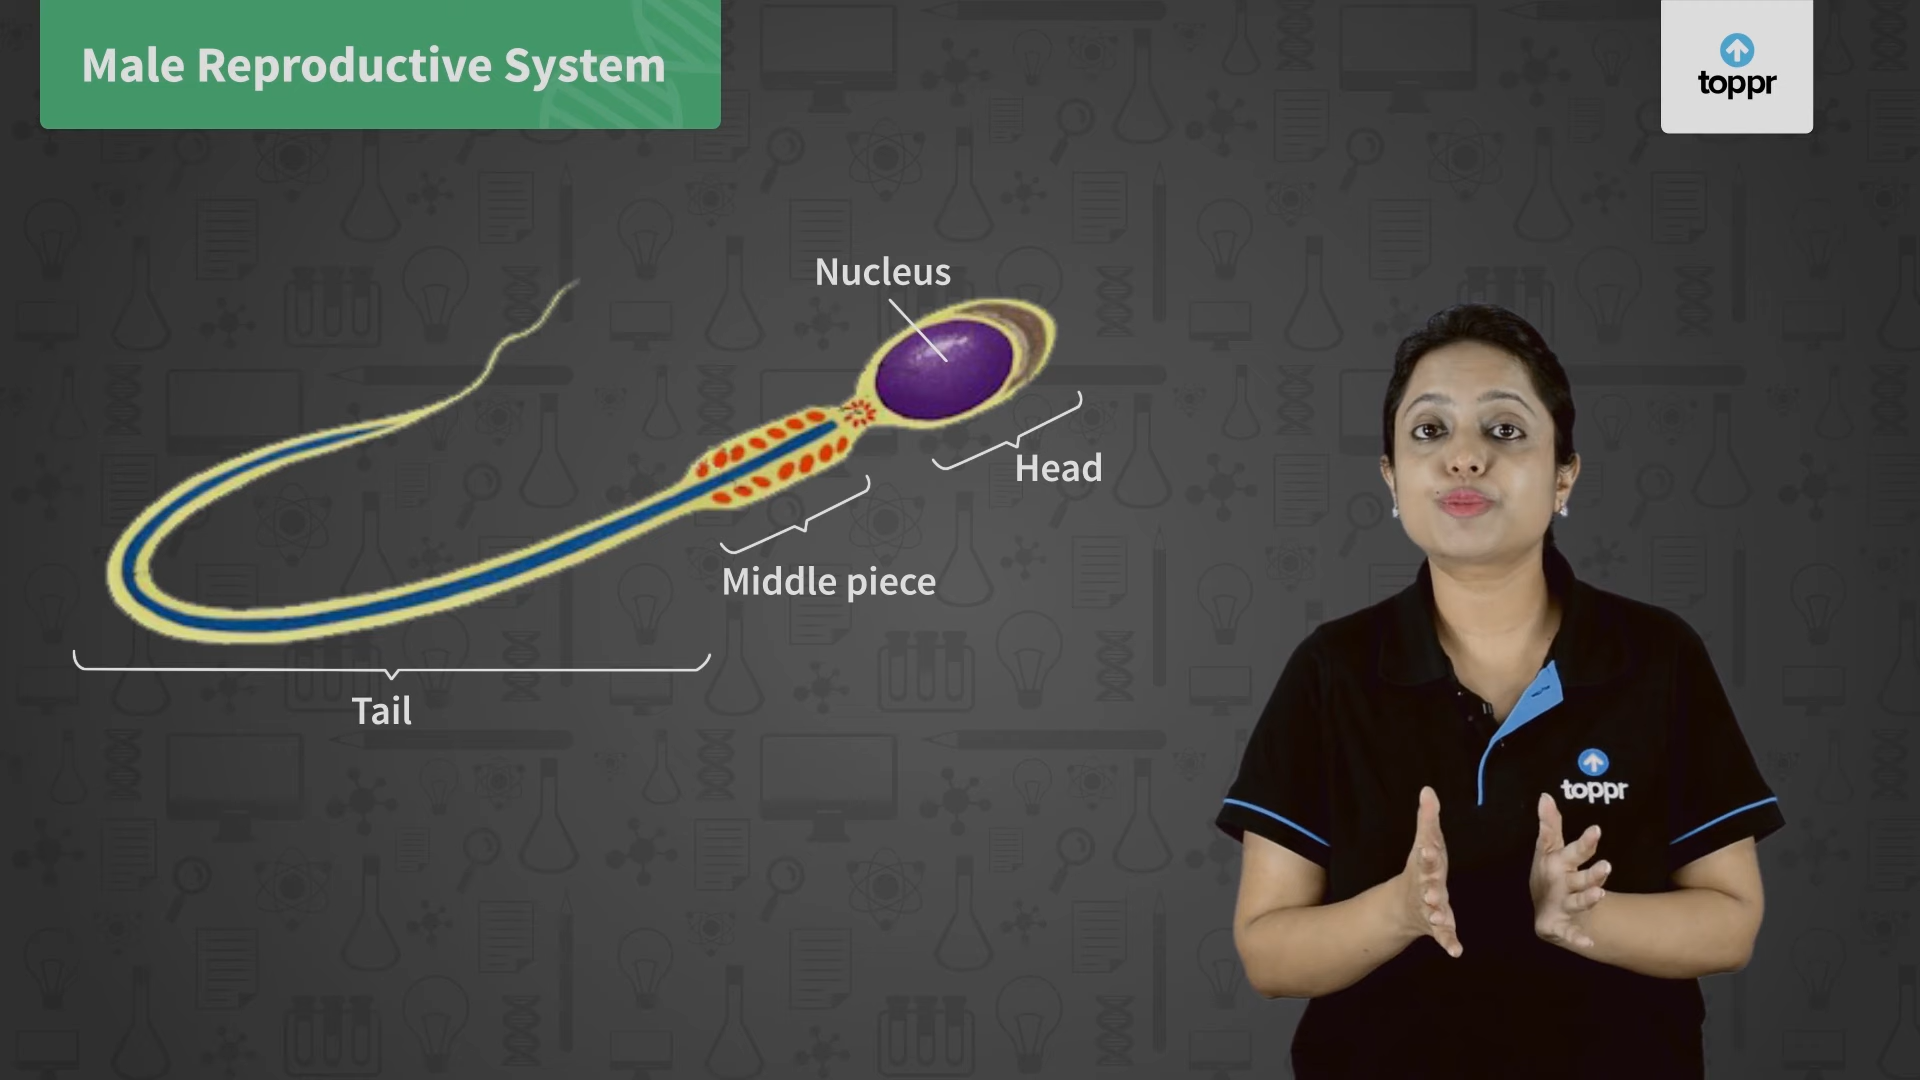 Male Reproductive System
toppr
Nucleus
Head
Middle piece
Tail
toppr